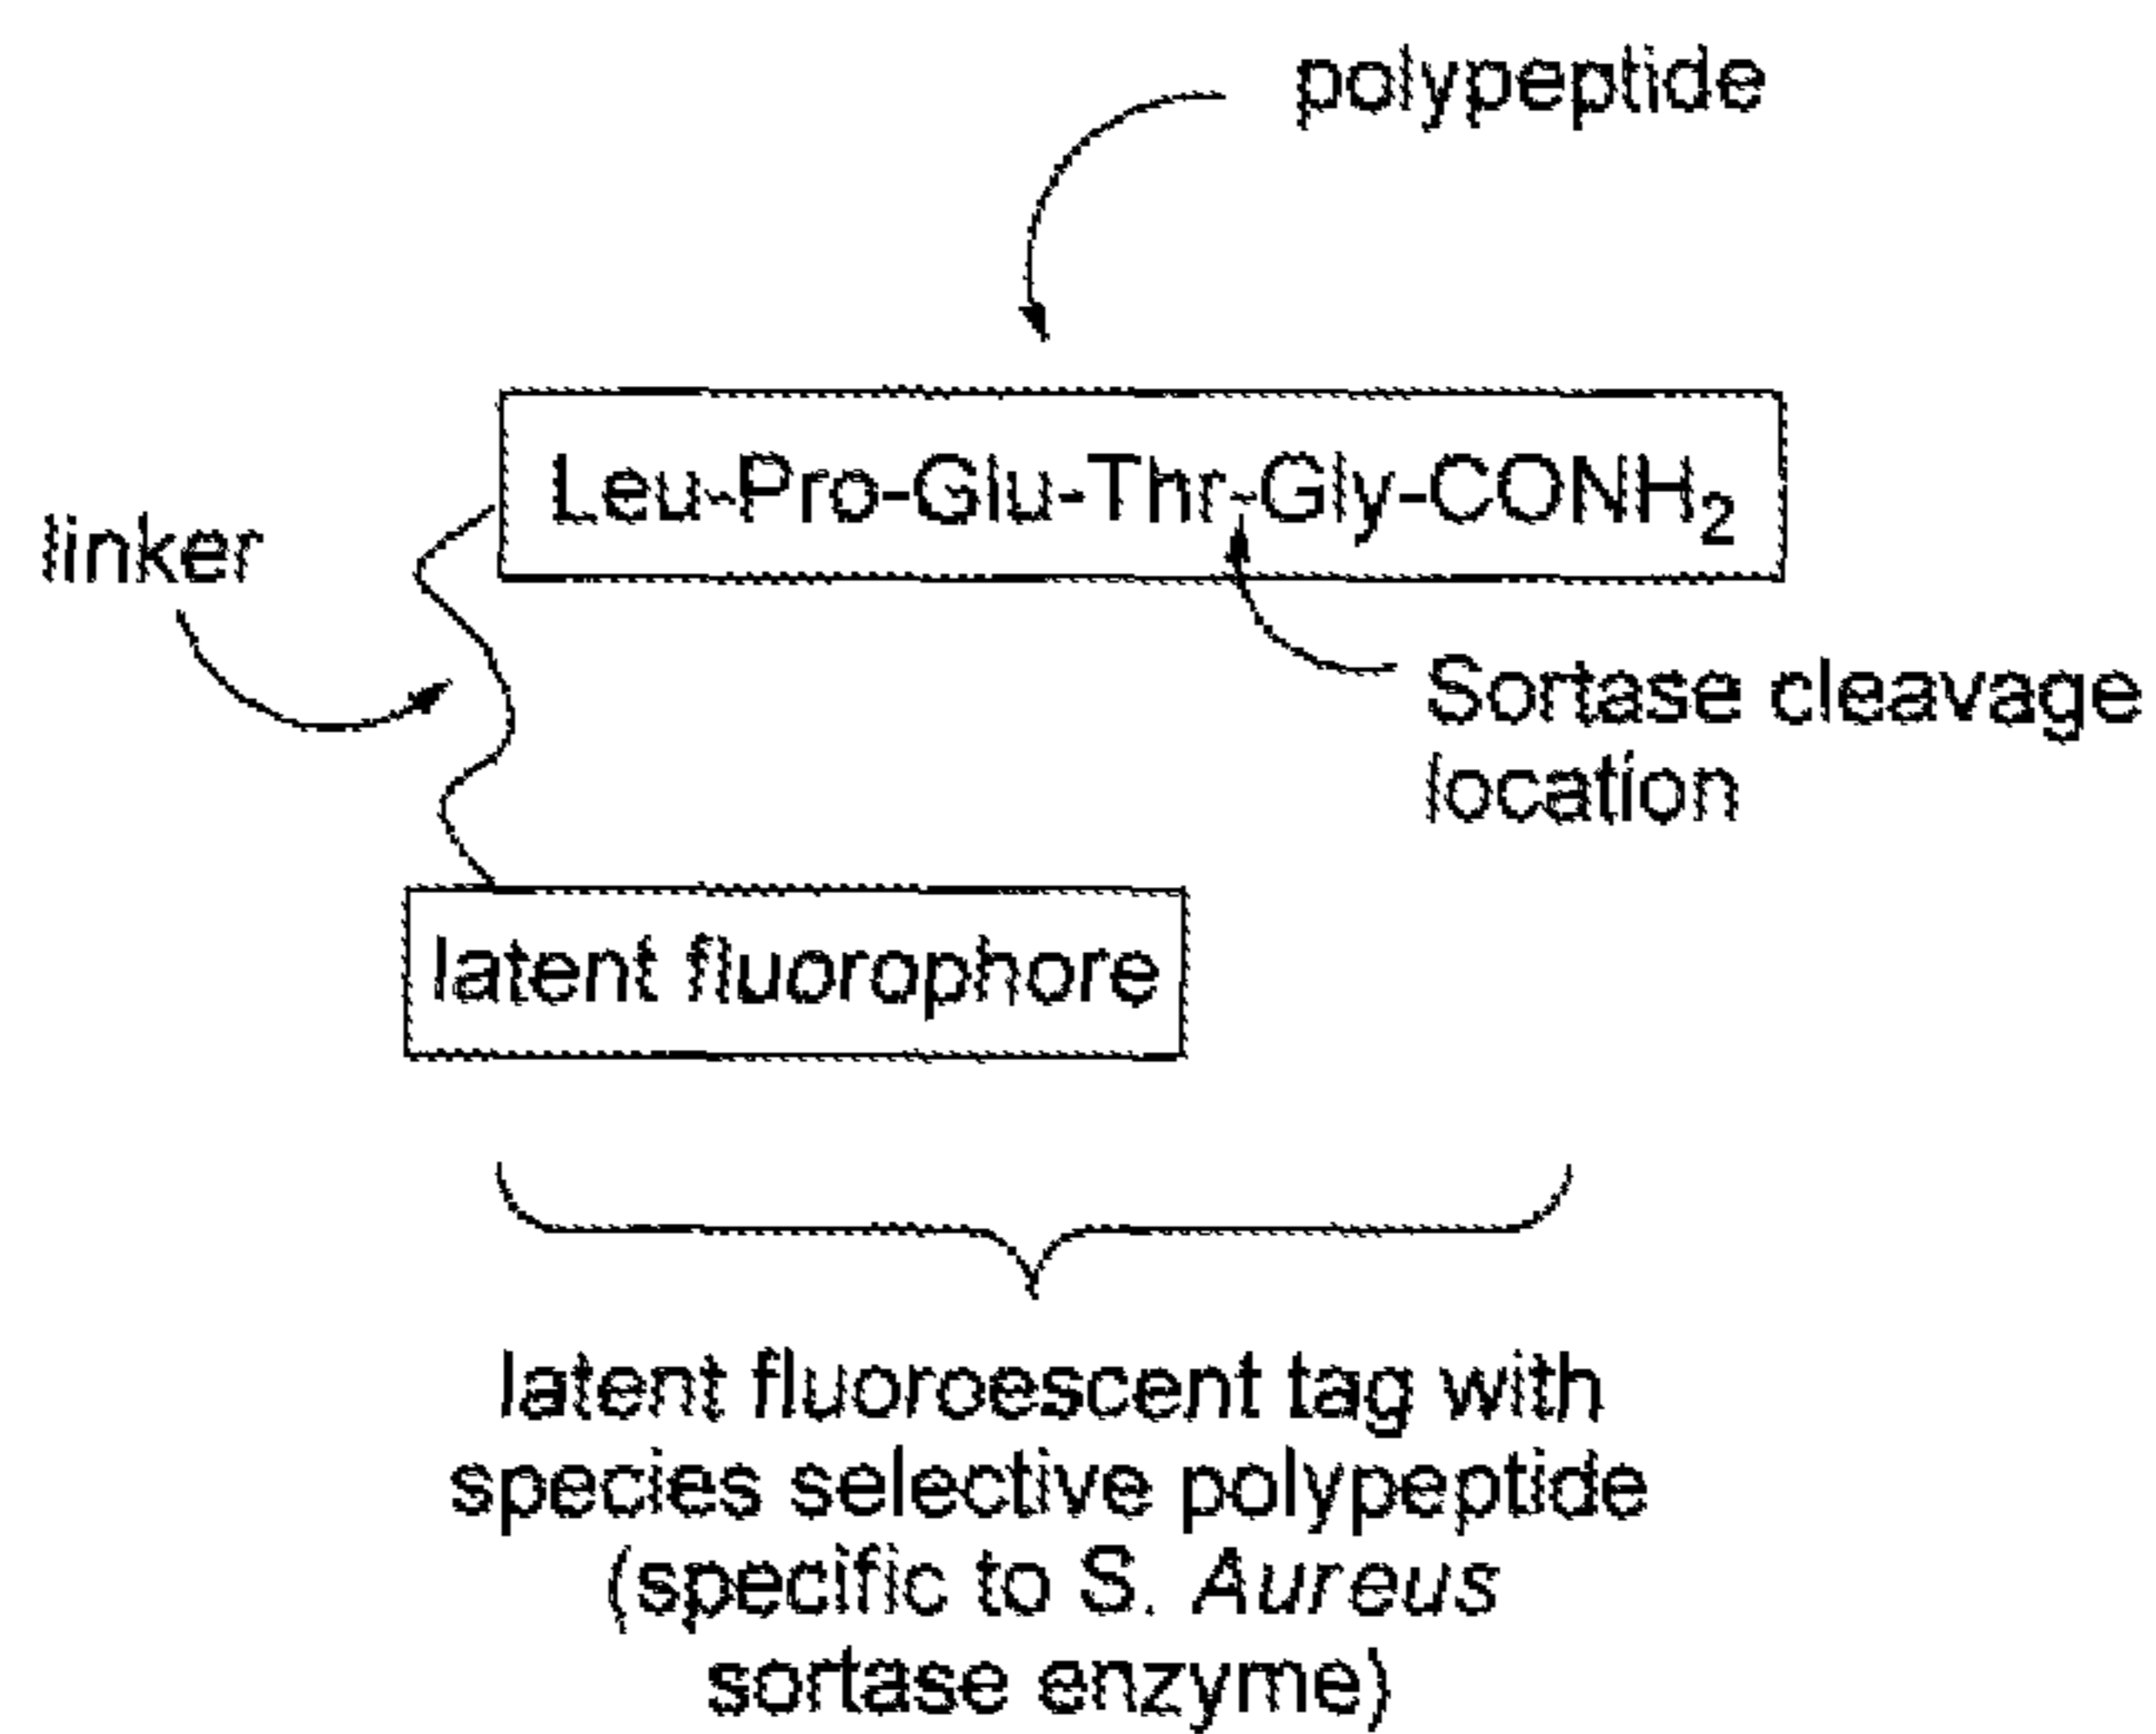 polypeptide
Leu-Pro-Glu-Thr-Gly-CONH₂
linker
Sortase cleavage
location
latent fluorophore
latent fluoroescent tag with
species selective polypeptide
(specific to S. Aureus
sortase enzyme)